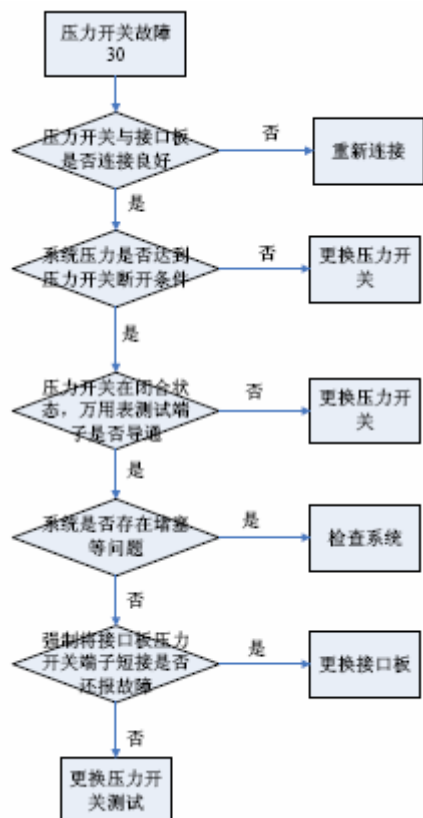 压力开关故障
30
压力开关与接口板
是否连接良好
否
重新连接
是
系统压力是否达到
压力开关断开条件
否
更换压力开
关
是
压力开关在闭合状
态，万用表测试端
子是否导通
否
更换压力开
关
是
系统是否存在堵塞
等问题
是
检查系统
否
强制将接口板压力
开关端子短接是否
还报故障
是
更换接口板
否
更换压力开
关测试